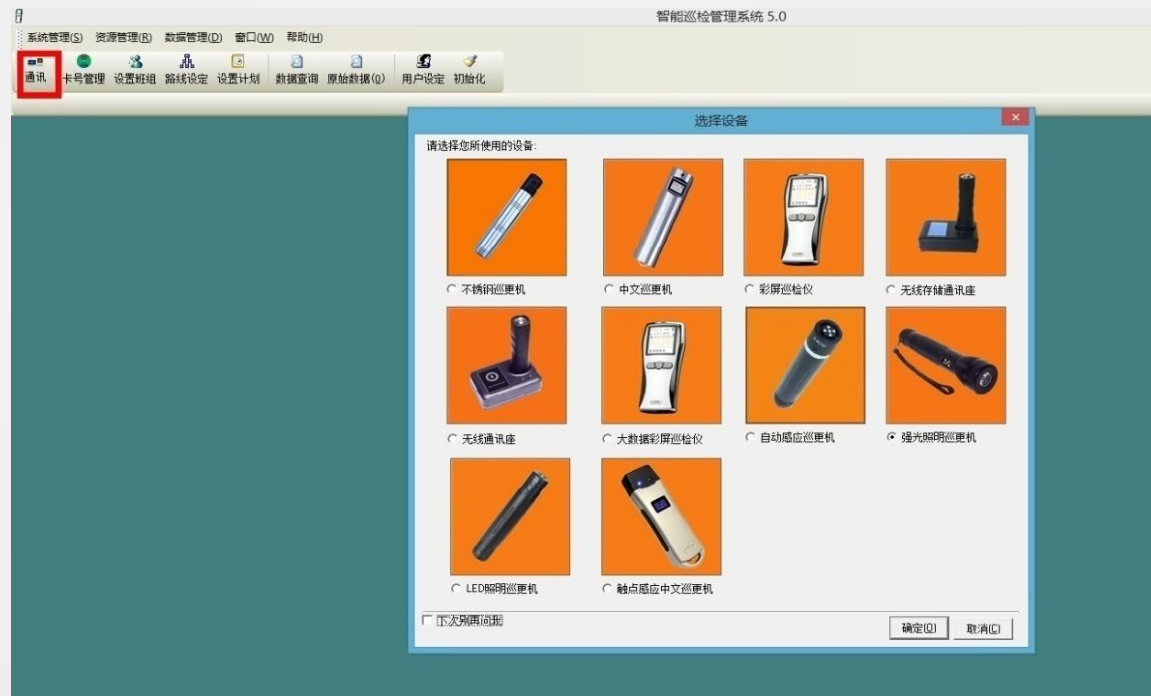 智能巡检管理系统 5.0
系统管理(S) 资源管理(R) 数据管理(D) 窗口(W) 帮助(H)
通讯 卡号管理 设置班组 路线设定 设置计划 数据查询 原始数据(Q) 用户设定 初始化
选择设备
请选择您所使用的设备:
不锈钢巡更机 中文巡更机 彩屏巡检仪 无线存储通讯座
无线通讯座 大数据彩屏巡检仪 自动感应巡更机 强光照明巡更机
LED照明巡更机 触点感应中文巡更机
下次别再问我
确定(O) 取消(C)